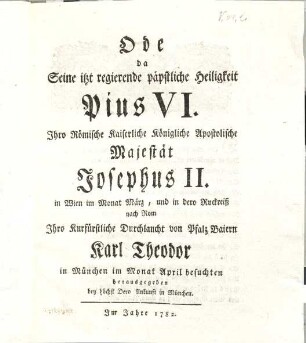 Ode
da
Seine itzt regierende päpstliche Heiligkeit
Pius VI.
Ihro Römische Kaiserliche Königliche Apostolische
Majestät
Josephus II.
in Wien im Monat März, und in dero Ruckreiß
nach Rom
Ihro Kurfürstliche Durchlaucht von Pfalz Baiern
Karl Theodor
in München im Monat April besuchten
herausgegeben
bey höchst Dero Ankunft in München.
Im Jahre 1782.